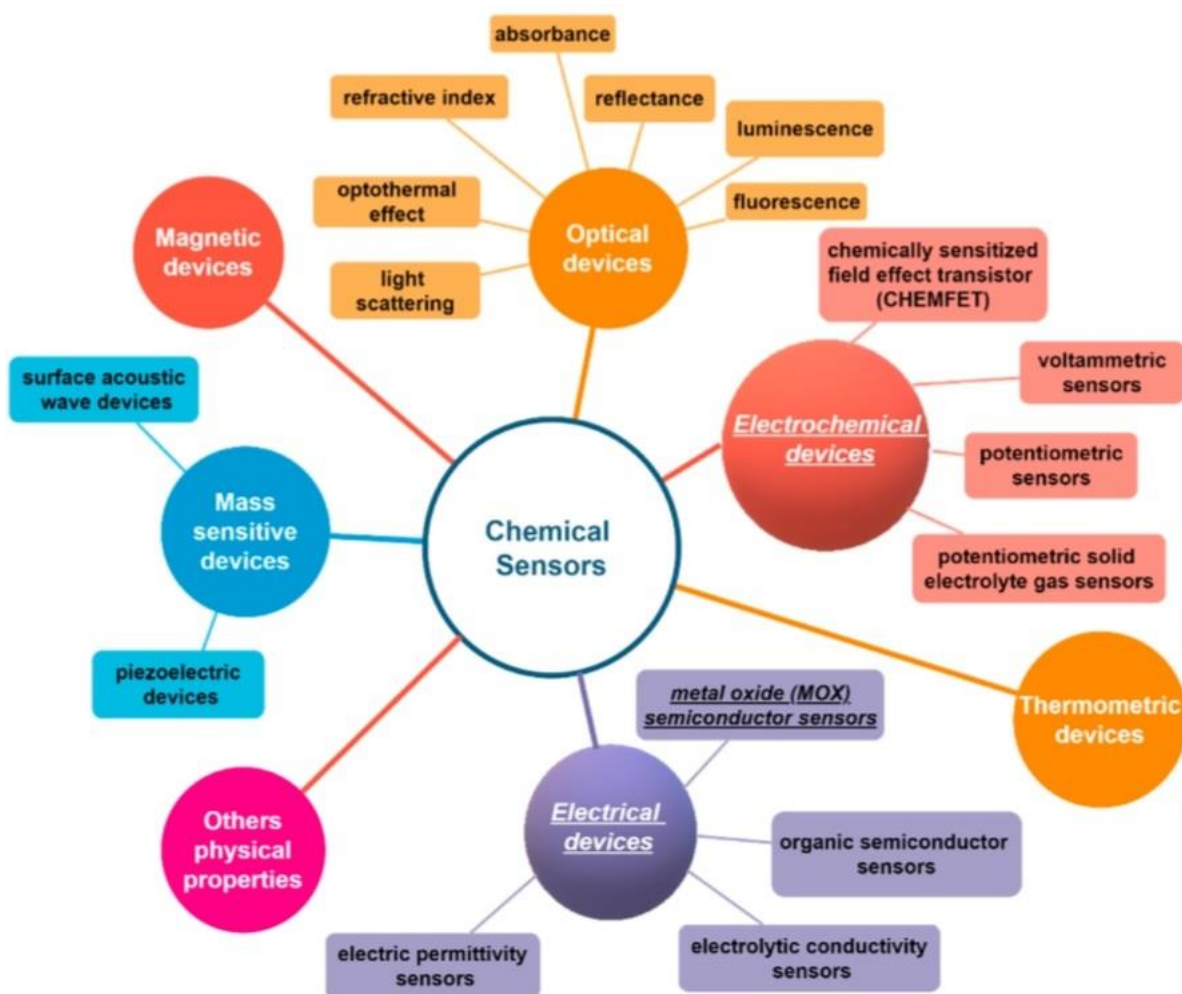 absorbance
refractive index
reflectance
luminescence
optothermal
effect
fluorescence
light
scattering
Optical
devices
Magnetic
devices
chemically sensitized
field effect transistor
(CHEMFET)
voltammetric
sensors
Electrochemical
devices
potentiometric
sensors
potentiometric solid
electrolyte gas sensors
surface acoustic
wave devices
Mass
sensitive
devices
piezoelectric
devices
Chemical
Sensors
Thermometric
devices
metal oxide (MOX)
semiconductor sensors
Electrical
devices
organic semiconductor
sensors
electrolytic conductivity
sensors
electric permittivity
sensors
Others
physical
properties